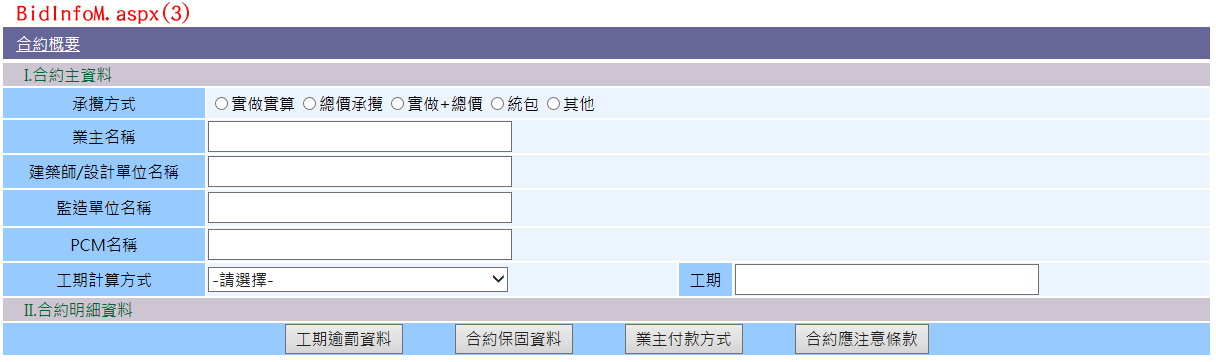 BidInfoM.aspx(3)
合約概要
I.合約主資料
承攬方式 實做實算 總價承攬 實做+總價 統包 其他
業主名稱
建築師/設計單位名稱
監造單位名稱
PCM名稱
工期計算方式 -請選擇- 工期
II.合約明細資料
工期逾罰資料 合約保固資料 業主付款方式 合約應注意條款